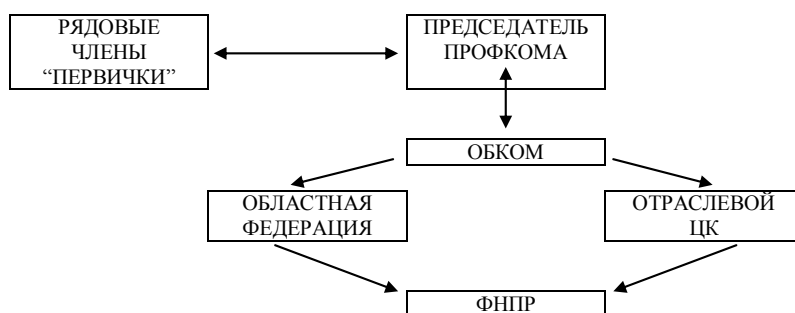 РЯДОВЫЕ
ЧЛЕНЫ
“ПЕРВИЧКИ”
ПРЕДСЕДАТЕЛЬ
ПРОФКОМА
ОБКОМ
ОБЛАСТНАЯ
ФЕДЕРАЦИЯ
ОТРАСЛЕВОЙ
ЦК
ФНПР